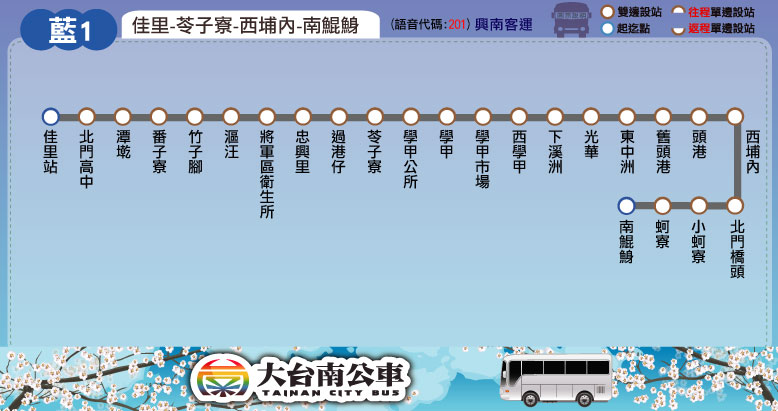 藍1
佳里-苓子寮-西埔內-南鯤鯓
(語音代碼:201) 興南客運
雙邊設站
往程單邊設站
起迄點
返程單邊設站
佳里站
北門高中
潭墘
番子寮
竹子腳
漚汪
將軍區衛生所
忠興里
過港仔
苓子寮
學甲公所
學甲
學甲市場
西學甲
下溪洲
光華
東中洲
舊頭港
頭港
西埔內
北門橋頭
小蚵寮
蚵寮
南鯤鯓
大台南公車
TAINAN CITY BUS